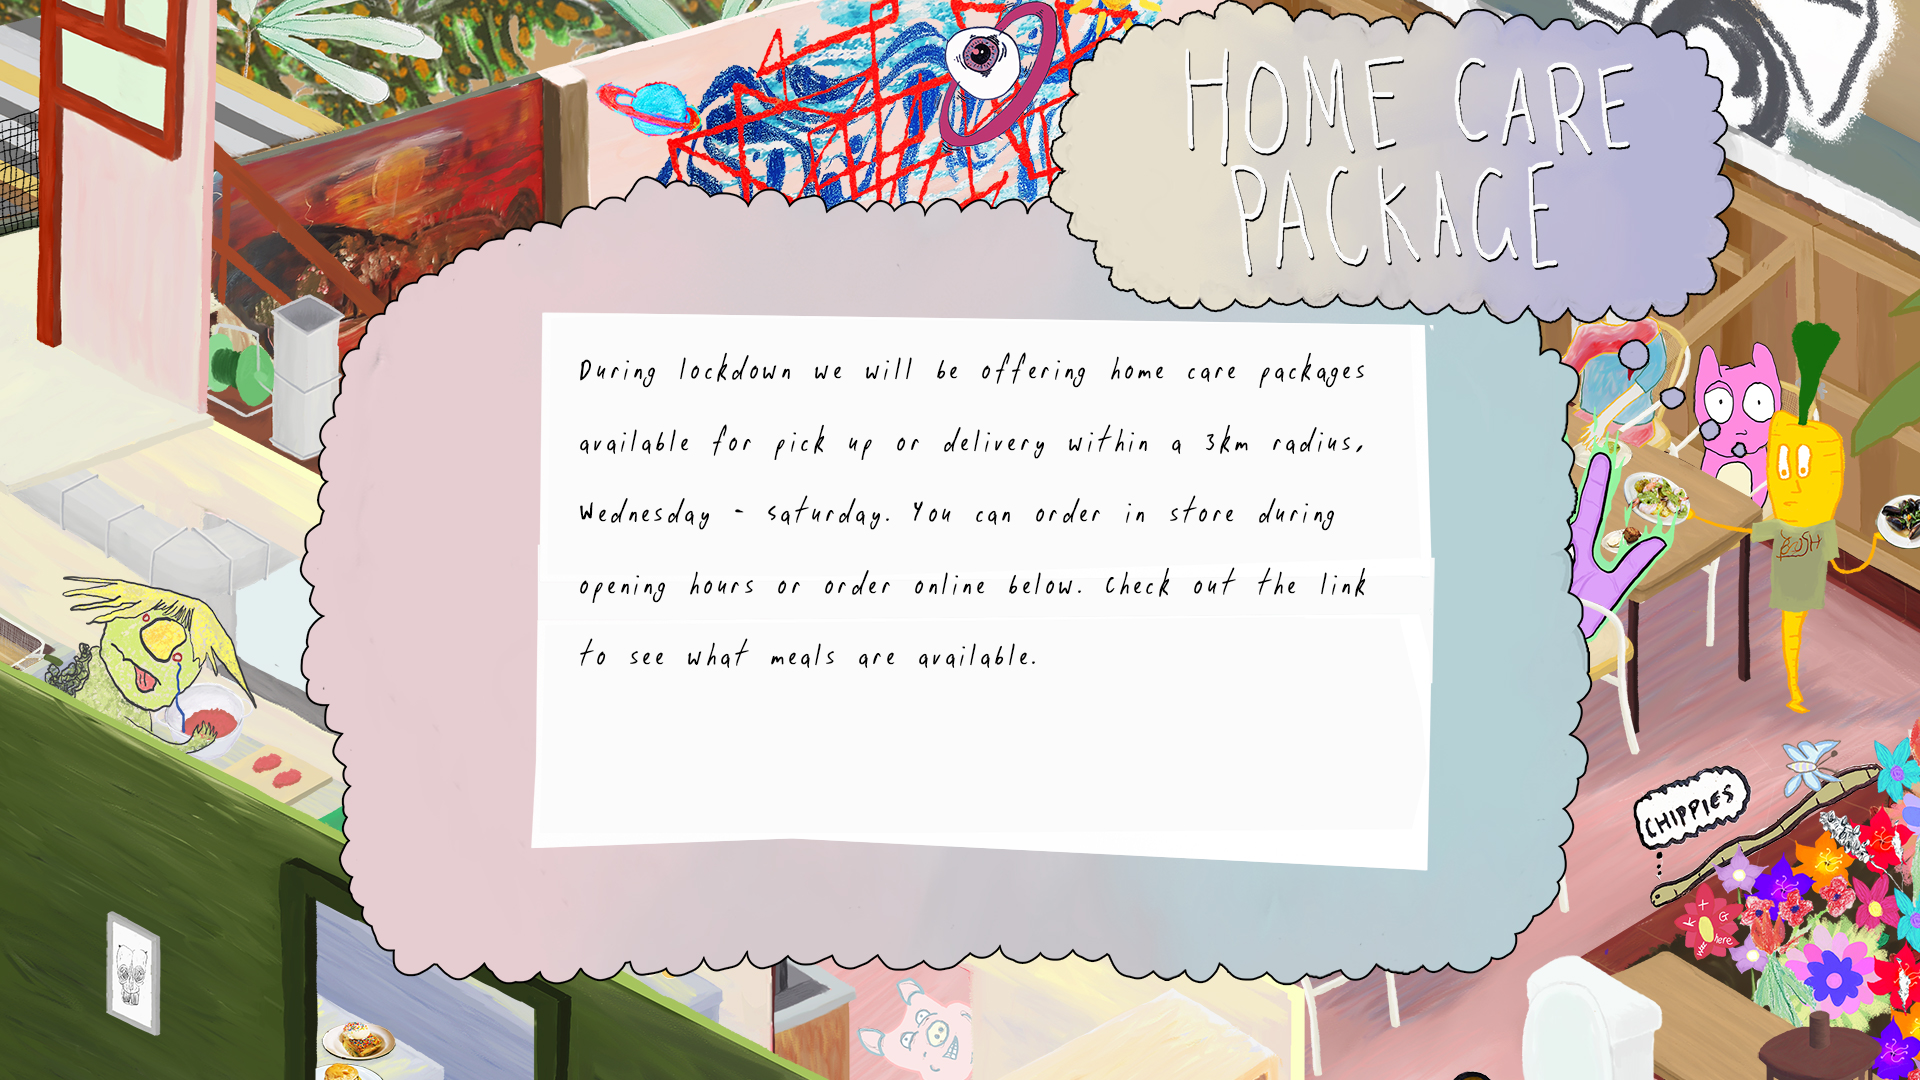 HOME CARE
PACKAGE
During lockdown we will be offering home care packages
available for pick up or delivery within a 3km radius,
Wednesday - Saturday. You can order in store during
opening hours or order online below. Check out the link
to see what meals are available.
BOSH
CHIPPIES
K X G
was here